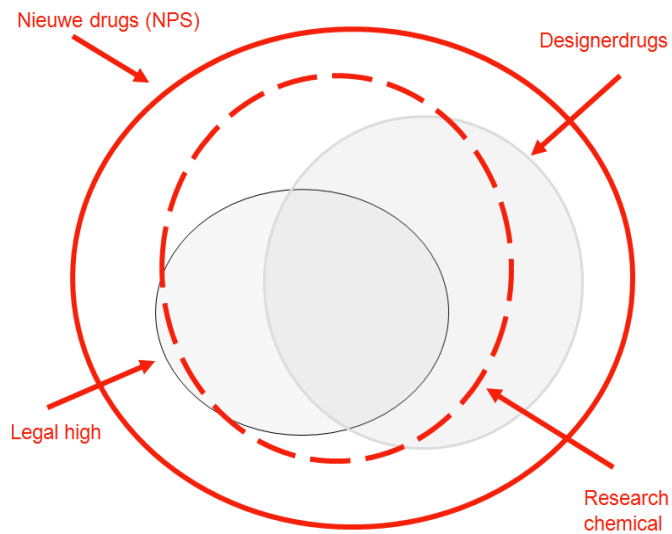 Nieuwe drugs (NPS)
Designerdrugs
Legal high
Research
chemical